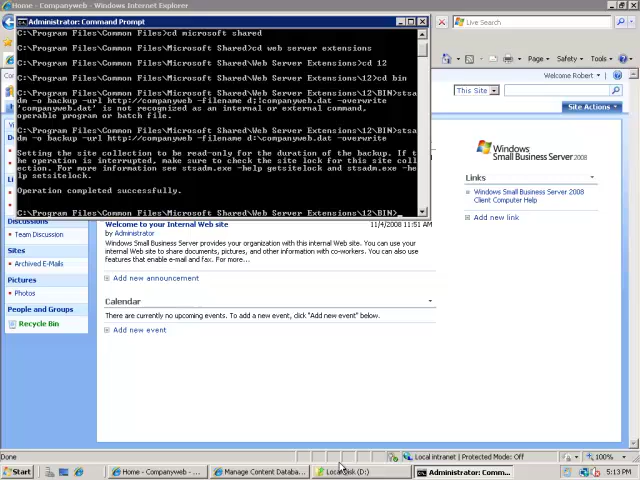 Home - Companyweb - Windows Internet Explorer
Administrator: Command Prompt
C:\Program Files\Common Files>cd microsoft shared
C:\Program Files\Common Files\Microsoft Shared>cd web server extensions
C:\Program Files\Common Files\Microsoft Shared\Web Server Extensions>cd 12
C:\Program Files\Common Files\Microsoft Shared\Web Server Extensions\12>cd bin
C:\Program Files\Common Files\Microsoft Shared\Web Server Extensions\12\BIN>stsa
dm -o backup -url http://companyweb -filename d;|companyweb.dat -overwrite
'companyweb.dat' is not recognized as an internal or external command,
operable program or batch file.
C:\Program Files\Common Files\Microsoft Shared\Web Server Extensions\12\BIN>stsa
dm -o backup -url http://companyweb -filename d:\companyweb.dat -overwrite
Setting the site collection to be read-only for the duration of the backup. If t
he operation is interrupted, make sure to check the site lock for this site coll
ection. For more information see stsadm.exe -help getsitelock and stsadm.exe -he
lp setsitelock.
Operation completed successfully.
C:\Program Files\Common Files\Microsoft Shared\Web Server Extensions\12\BIN>_
Live Search
Page
Safety
Tools
Welcome Robert
This Site
Site Actions
Windows
Small Business Server 2008
Links
Windows Small Business Server 2008
Client Computer Help
Add new link
Discussions
Team Discussion
Sites
Archived E-Mails
Pictures
Photos
People and Groups
Recycle Bin
Welcome to your Internal Web site
11/4/2008 11:51 AM
by Administrator
Windows Small Business Server provides your organization with this internal Web site. You can use your
internal Web site to share documents, pictures, and other information with co-workers. You can also use
features that enable e-mail and fax. For more...
Add new announcement
Calendar
There are currently no upcoming events. To add a new event, click "Add new event" below.
Add new event
Done
Local intranet | Protected Mode: Off
100%
Start
Home - Companyweb - ...
Manage Content Databa...
Local Disk (D:)
Administrator: Comm...
5:13 PM